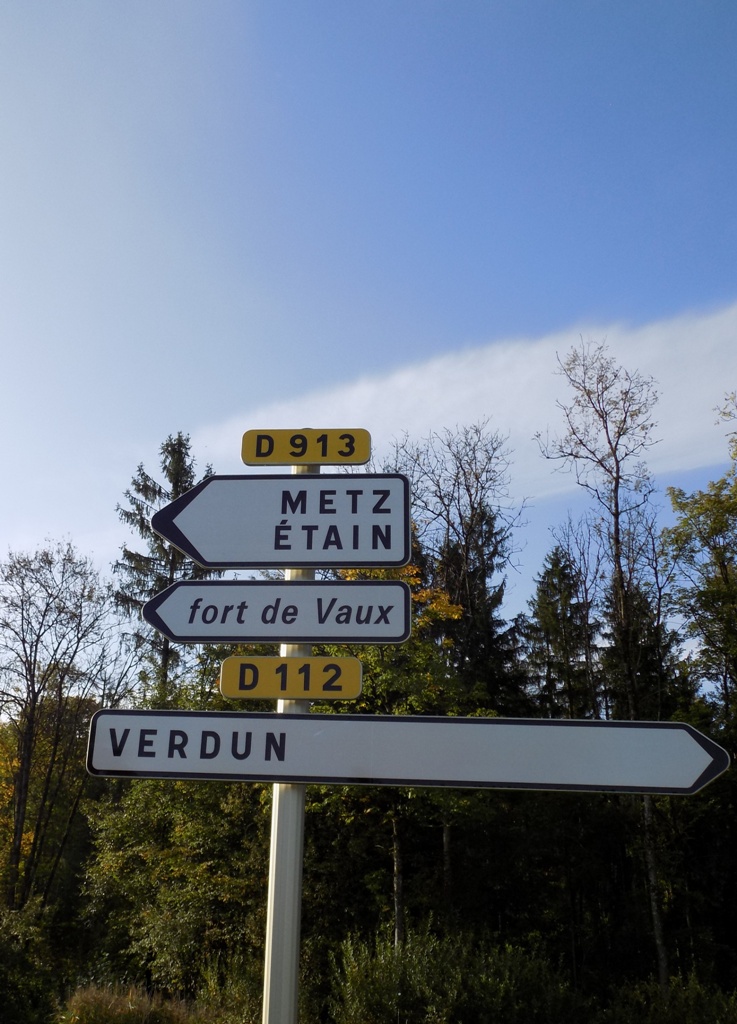 D 913
METZ
ÉTAIN
fort de Vaux
D 112
VERDUN